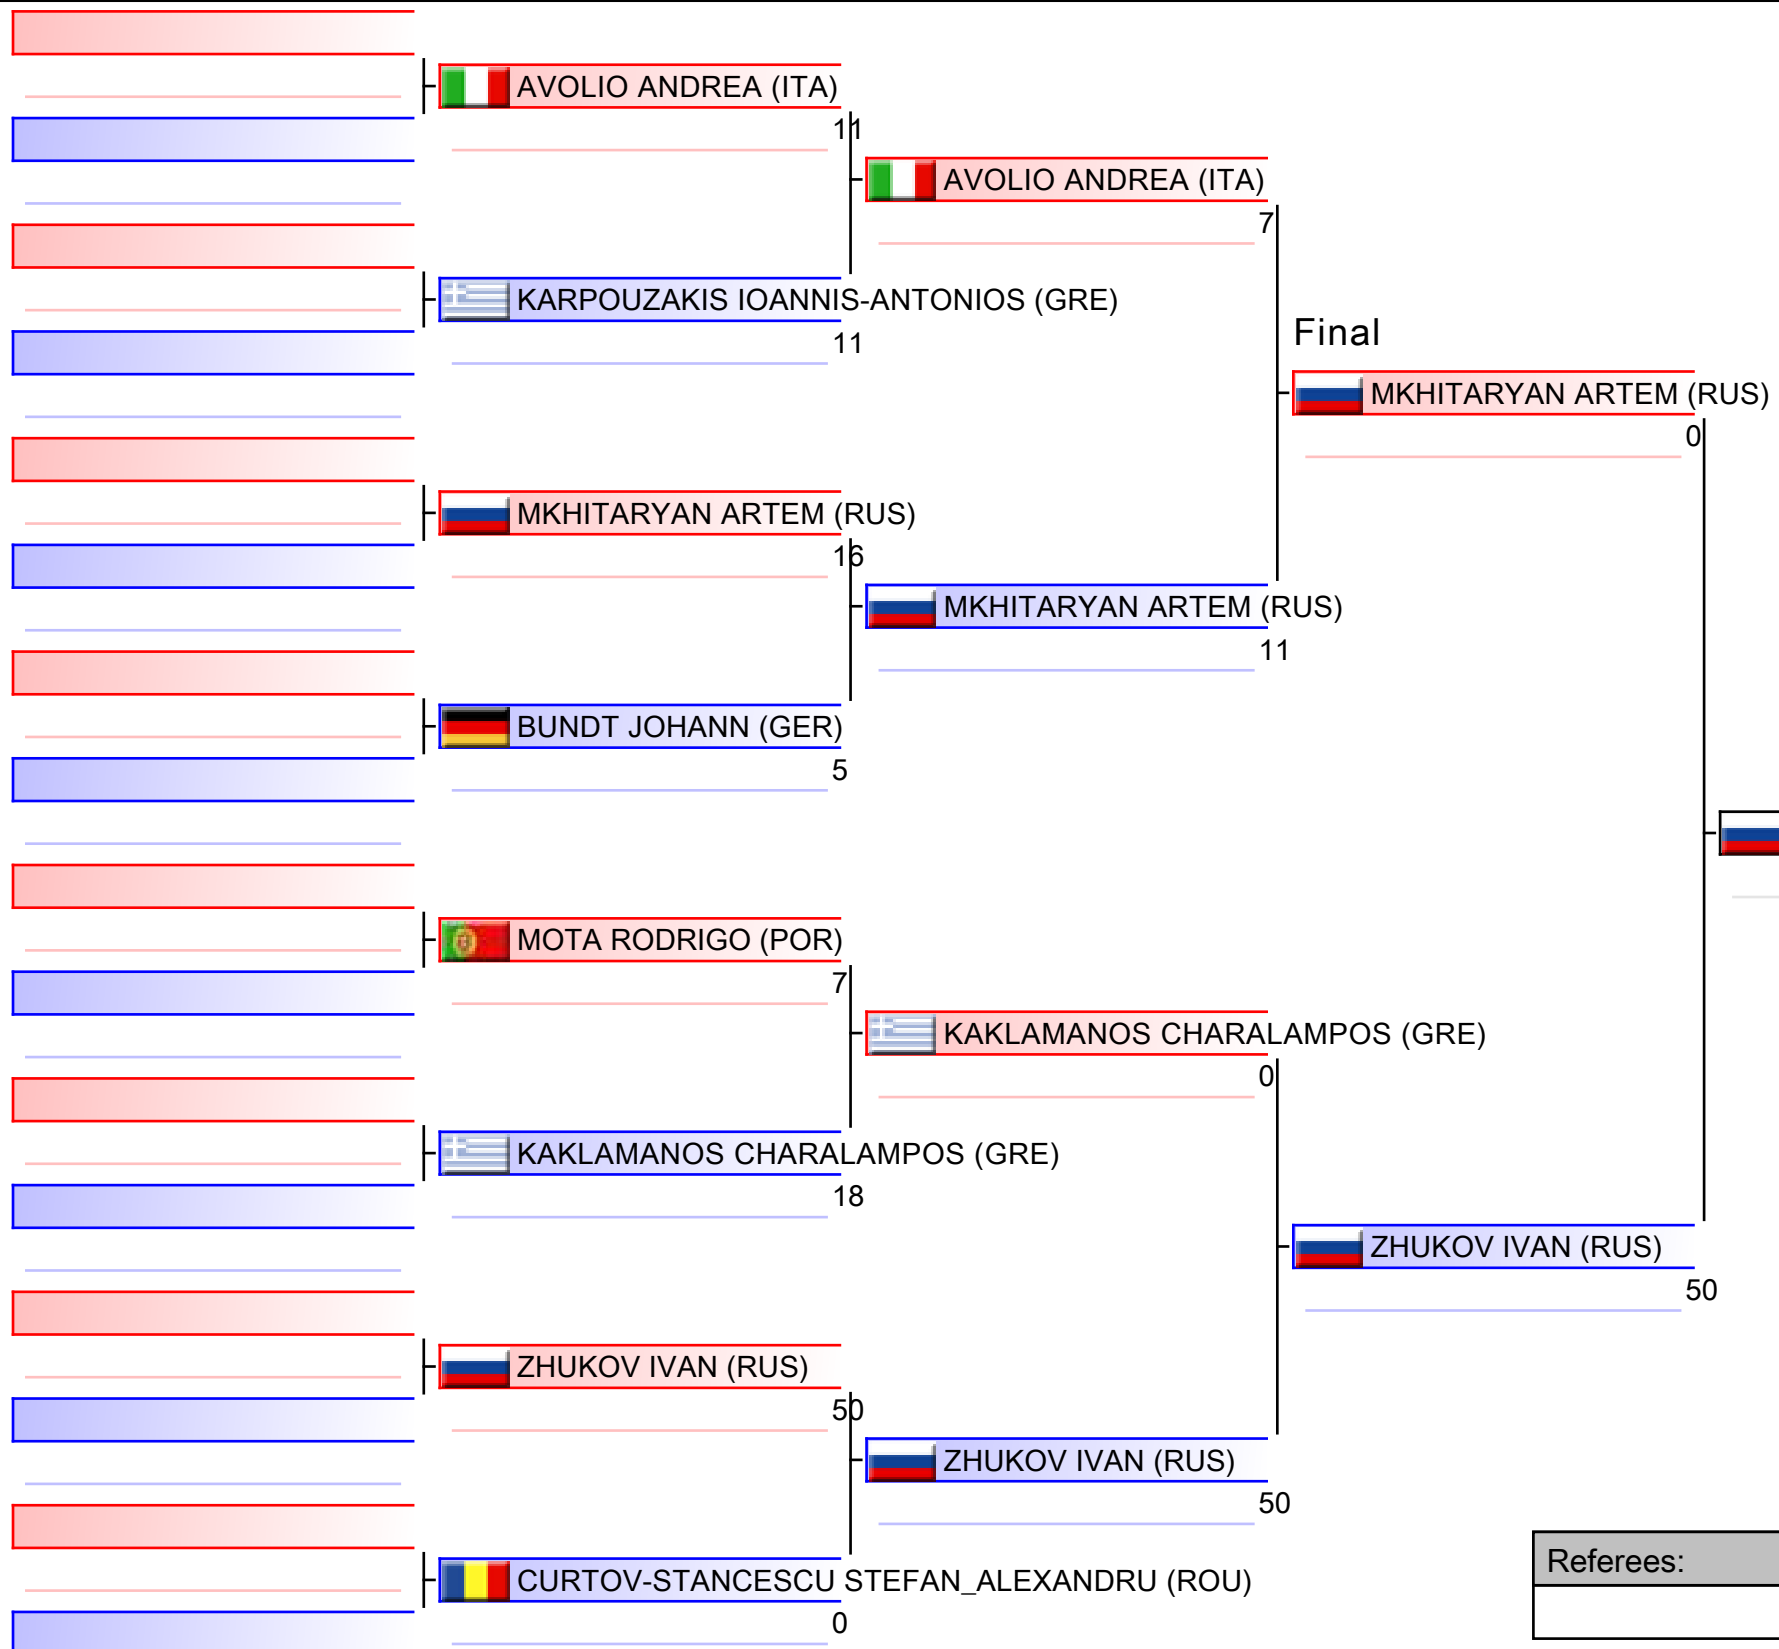 AVOLIO ANDREA (ITA)
11
AVOLIO ANDREA (ITA)
7
KARPOUZAKIS IOANNIS-ANTONIOS (GRE)
11
Final
MKHITARYAN ARTEM (RUS)
0
MKHITARYAN ARTEM (RUS)
16
MKHITARYAN ARTEM (RUS)
11
BUNDT JOHANN (GER)
5
MOTA RODRIGO (POR)
7
KAKLAMANOS CHARALAMPOS (GRE)
0
KAKLAMANOS CHARALAMPOS (GRE)
18
ZHUKOV IVAN (RUS)
50
ZHUKOV IVAN (RUS)
50
ZHUKOV IVAN (RUS)
50
CURTOV-STANCESCU STEFAN_ALEXANDRU (ROU)
0
Referees: